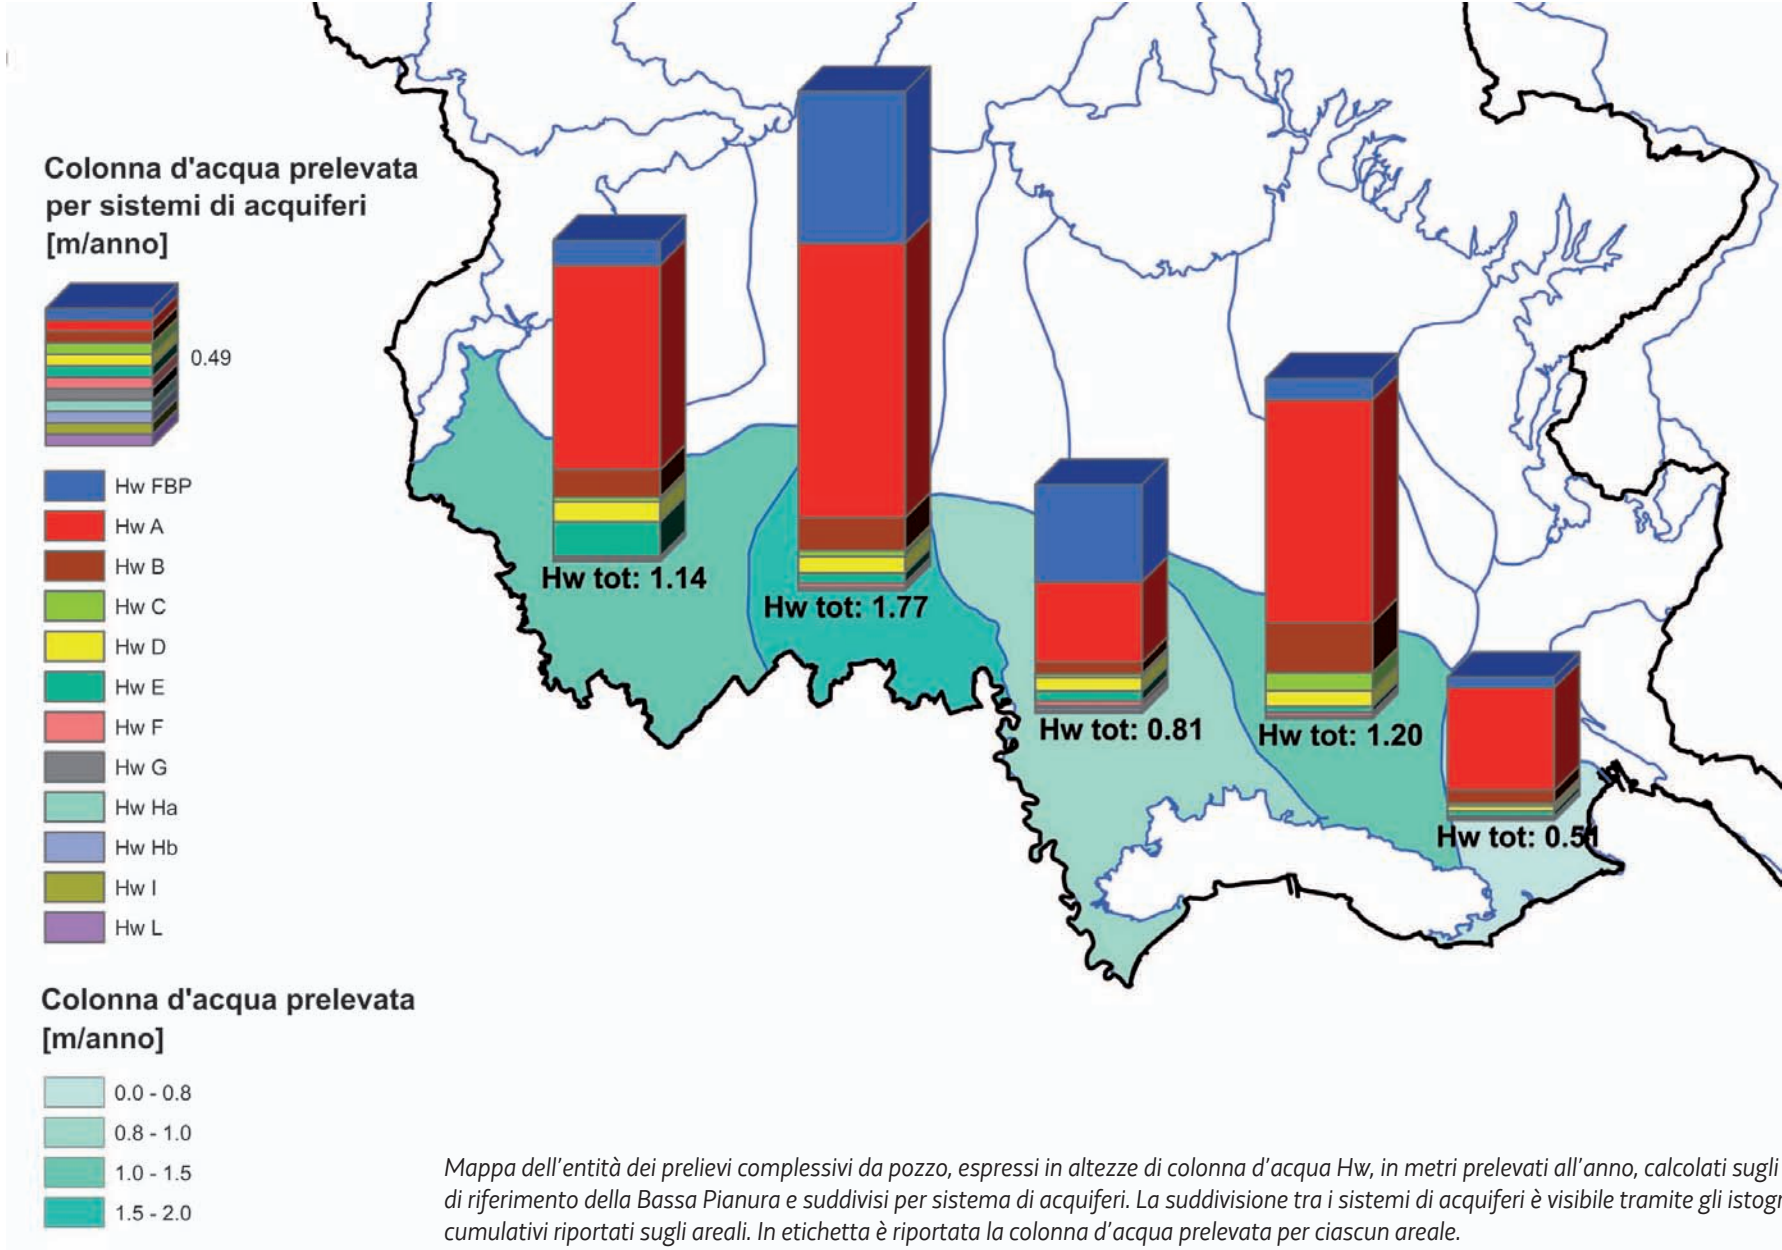 Colonna d'acqua prelevata
per sistemi di acquiferi
[m/anno]
0.49
Hw FBP
Hw A
Hw B
Hw C
Hw D
Hw E
Hw F
Hw G
Hw Ha
Hw Hb
Hw I
Hw L
Colonna d'acqua prelevata
[m/anno]
0.0 - 0.8
0.8 - 1.0
1.0 - 1.5
1.5 - 2.0
Hw tot: 1.14
Hw tot: 1.77
Hw tot: 0.81
Hw tot: 1.20
Hw tot: 0.51
Mappa dell'entità dei prelievi complessivi da pozzo, espressi in altezze di colonna d'acqua Hw, in metri prelevati all'anno, calcolati sugli
di riferimento della Bassa Pianura e suddivisi per sistema di acquiferi. La suddivisione tra i sistemi di acquiferi è visibile tramite gli istogr
cumulativi riportati sugli areali. In etichetta è riportata la colonna d'acqua prelevata per ciascun areale.